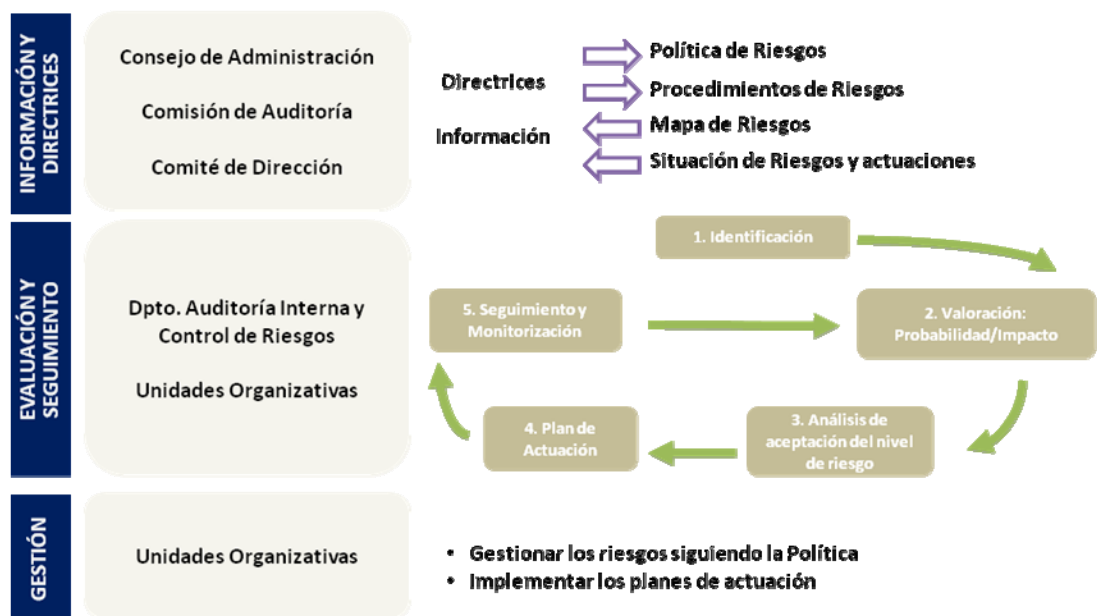 INFORMACIÓN Y
DIRECTRICES
Consejo de Administración
Comisión de Auditoría
Comité de Dirección
Directrices
Información
Política de Riesgos
Procedimientos de Riesgos
Mapa de Riesgos
Situación de Riesgos y actuaciones
EVALUACIÓN Y
SEGUIMIENTO
Dpto. Auditoría Interna y
Control de Riesgos
Unidades Organizativas
1. Identificación
2. Valoración:
Probabilidad/Impacto
3. Análisis de
aceptación del nivel
de riesgo
4. Plan de
Actuación
5. Seguimiento y
Monitorización
GESTIÓN
Unidades Organizativas
• Gestionar los riesgos siguiendo la Política
• Implementar los planes de actuación